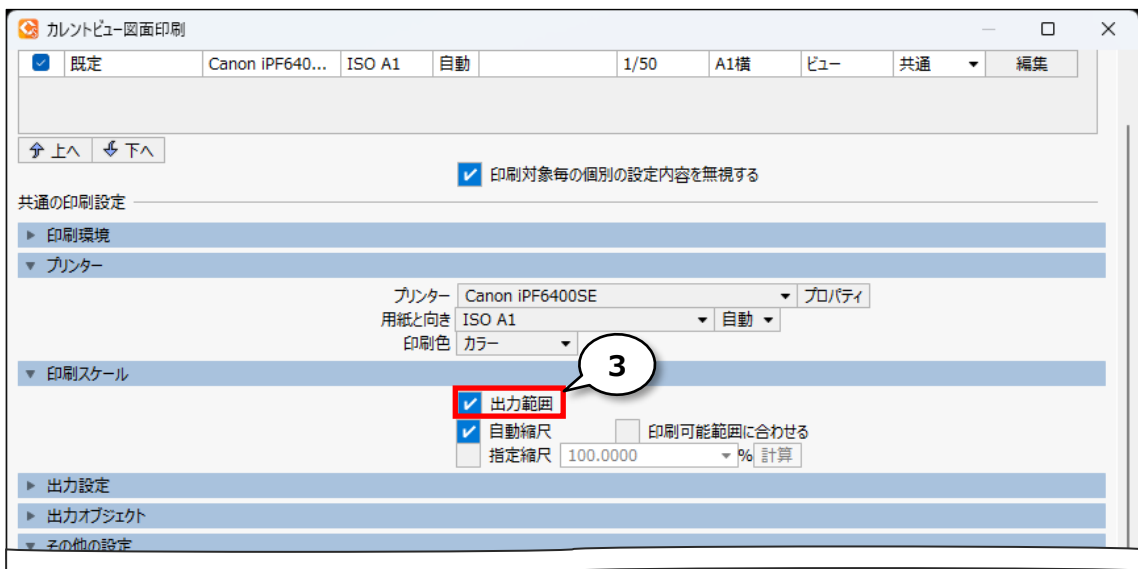 カレントビュー図面印刷
既定 Canon iPF640... ISO A1 自動 1/50 A1横 ビュー 共通 編集
上へ 下へ
印刷対象毎の個別の設定内容を無視する
共通の印刷設定
印刷環境
プリンター
プリンター Canon iPF6400SE プロパティ
用紙と向き ISO A1 自動
印刷色 カラー
3
印刷スケール
出力範囲
自動縮尺 印刷可能範囲に合わせる
指定縮尺 100.0000 % 計算
出力設定
出力オブジェクト
その他の設定